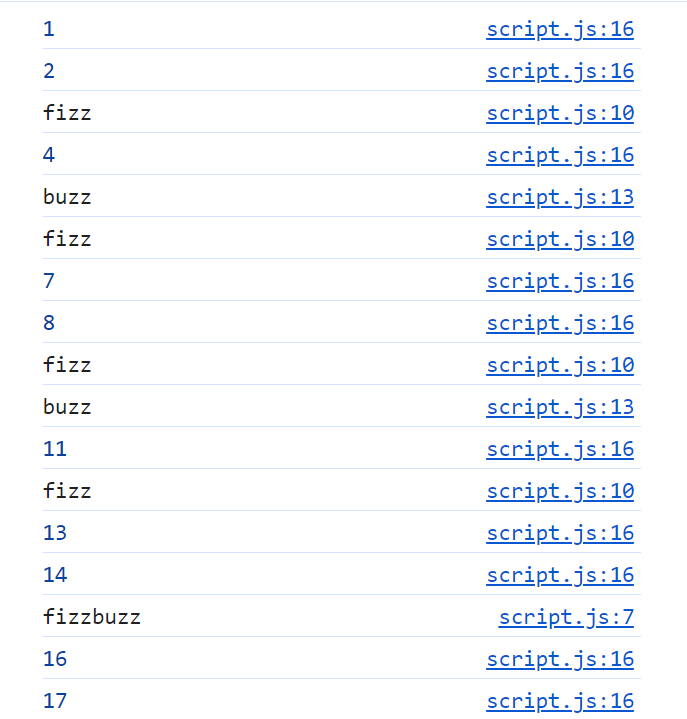 1 script.js:16
2 script.js:16
fizz script.js:10
4 script.js:16
buzz script.js:13
fizz script.js:10
7 script.js:16
8 script.js:16
fizz script.js:10
buzz script.js:13
11 script.js:16
fizz script.js:10
13 script.js:16
14 script.js:16
fizzbuzz script.js:7
16 script.js:16
17 script.js:16